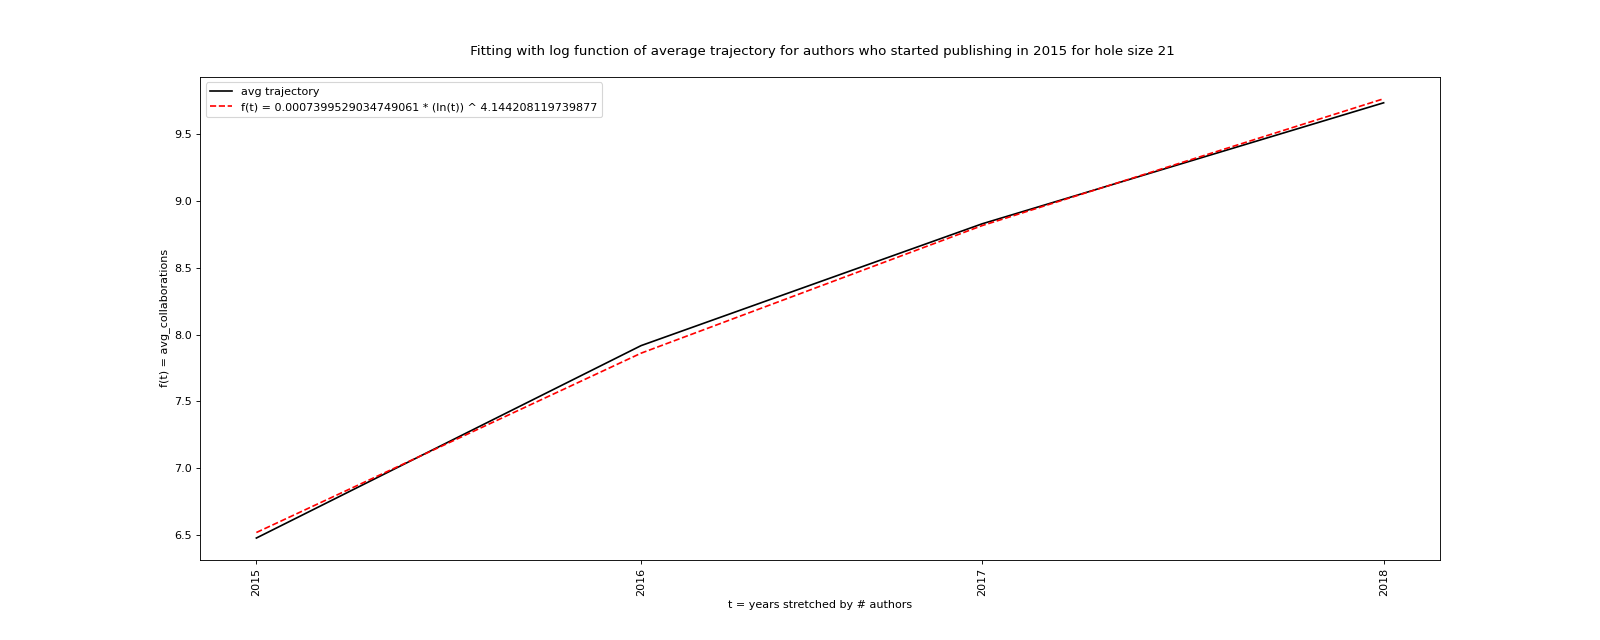 Fitting with log function of average trajectory for authors who started publishing in 2015 for hole size 21
avg trajectory
f(t) = 0.0007399529034749061 * (ln(t)) ^ 4.144208119739877
9.5
9.0
8.5
8.0
7.5
7.0
6.5
f(t) = avg_collaborations
2015
2016
2017
2018
t = years stretched by # authors